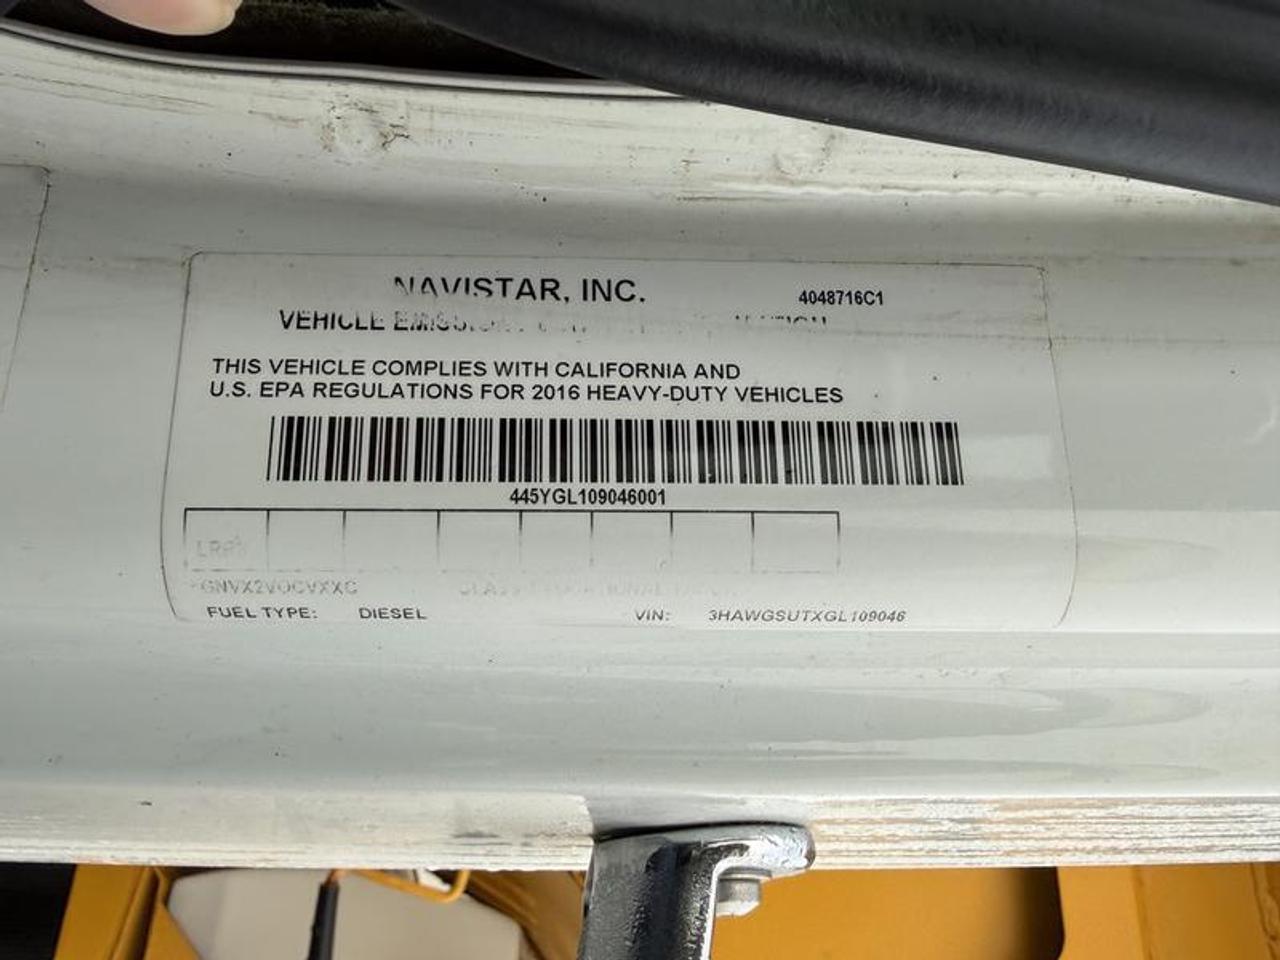 NAVISTAR, INC.
4048716C1
VEHICLE EMISSION
THIS VEHICLE COMPLIES WITH CALIFORNIA AND
U.S. EPA REGULATIONS FOR 2016 HEAVY-DUTY VEHICLES
445YGL109046001
FUEL TYPE: DIESEL VIN: 3HAWGSUTXGL109046